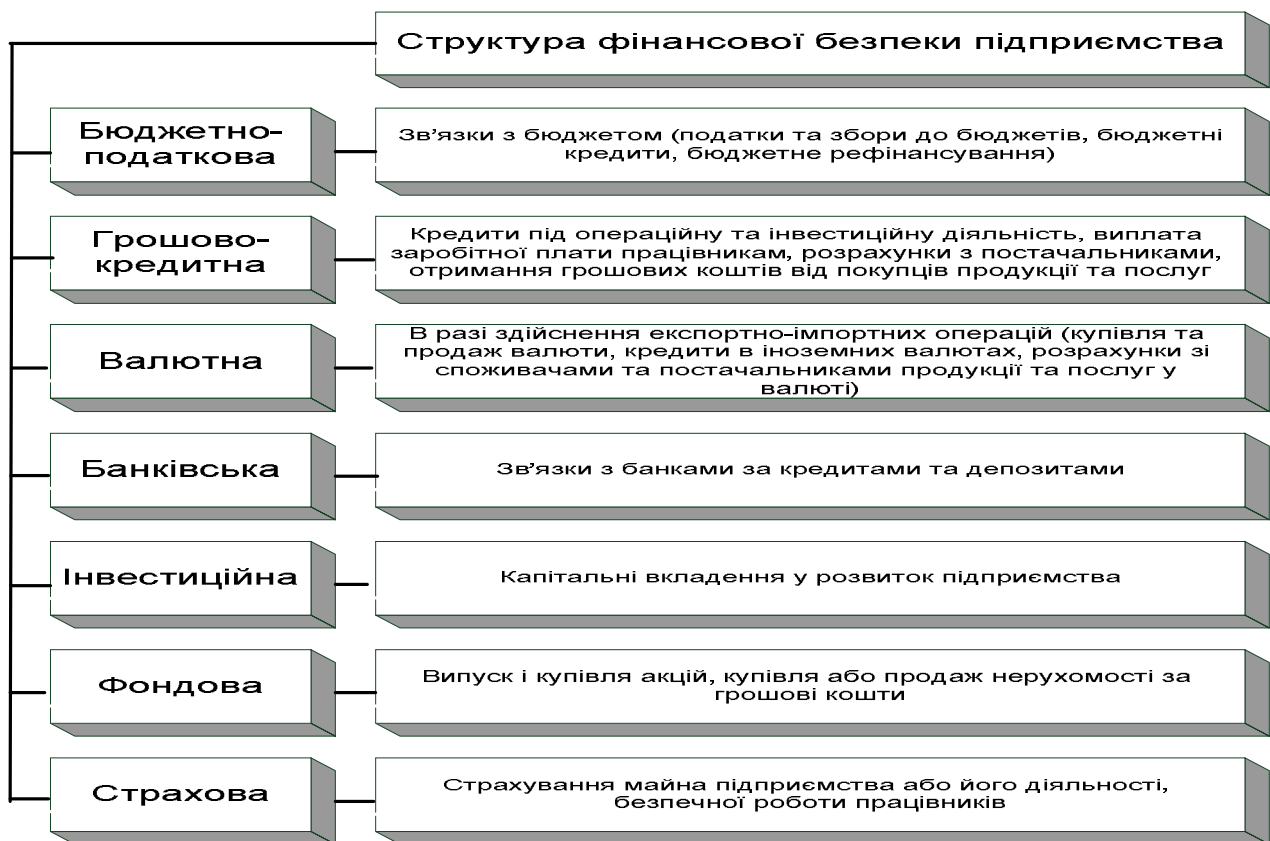 Структура фінансової безпеки підприємства
Бюджетно-
податкова
Зв’язки з бюджетом (податки та збори до бюджетів, бюджетні
кредити, бюджетне рефінансування)
Грошово-
кредитна
Кредити під операційну та інвестиційну діяльність, виплата
заробітної плати працівникам, розрахунки з постачальниками,
отримання грошових коштів від покупців продукції та послуг
Валютна
В разі здійснення експортно-імпортних операцій (купівля та
продаж валюти, кредити в іноземних валютах, розрахунки зі
споживачами та постачальниками продукції та послуг у
валюті)
Банківська
Зв’язки з банками за кредитами та депозитами
Інвестиційна
Капітальні вкладення у розвиток підприємства
Фондова
Випуск і купівля акцій, купівля або продаж нерухомості за
грошові кошти
Страхова
Страхування майна підприємства або його діяльності,
безпечної роботи працівників